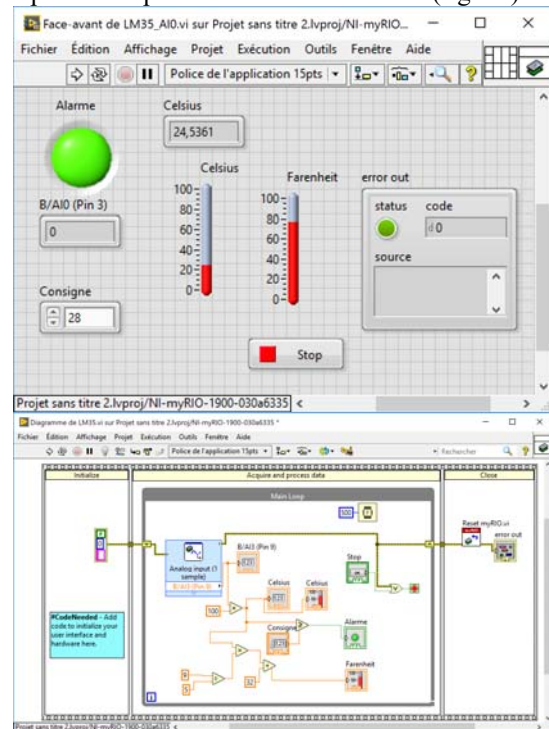 Face-avant de LM35_AI0.vi sur Projet sans titre 2.lvproj/NI-myRIO...
Fichier Édition Affichage Projet Exécution Outils Fenêtre Aide
Police de l'application 15pts
Alarme
Celsius
24,5361
Celsius
Farenheit
error out
100
80
60
40
20
0
100
80
60
40
20
0
status code
d 0
source
B/AI0 (Pin 3)
0
Consigne
28
Stop
Projet sans titre 2.lvproj/NI-myRIO-1900-030a6335
Diagramme de LM35.vi sur Projet sans titre 2.lvproj/NI-myRIO-1900-030a6335 *
Fichier Édition Affichage Projet Exécution Outils Fenêtre Aide
Police de l'application 15pts
Rechercher
Initialize
Acquire and process data
Close
Main Loop
500
Reset myRIO.vi
error out
Analog input (1 sample)
B/AI3 (Pin 9)
B/AI3 (Pin 9)
Stop
Celsius
Celsius
100
Consigne
Alarme
#CodeNeeded - Add
code to initialize your
user interface and
hardware here.
9
5
32
Farenheit
i
Projet sans titre 2.lvproj/NI-myRIO-1900-030a6335